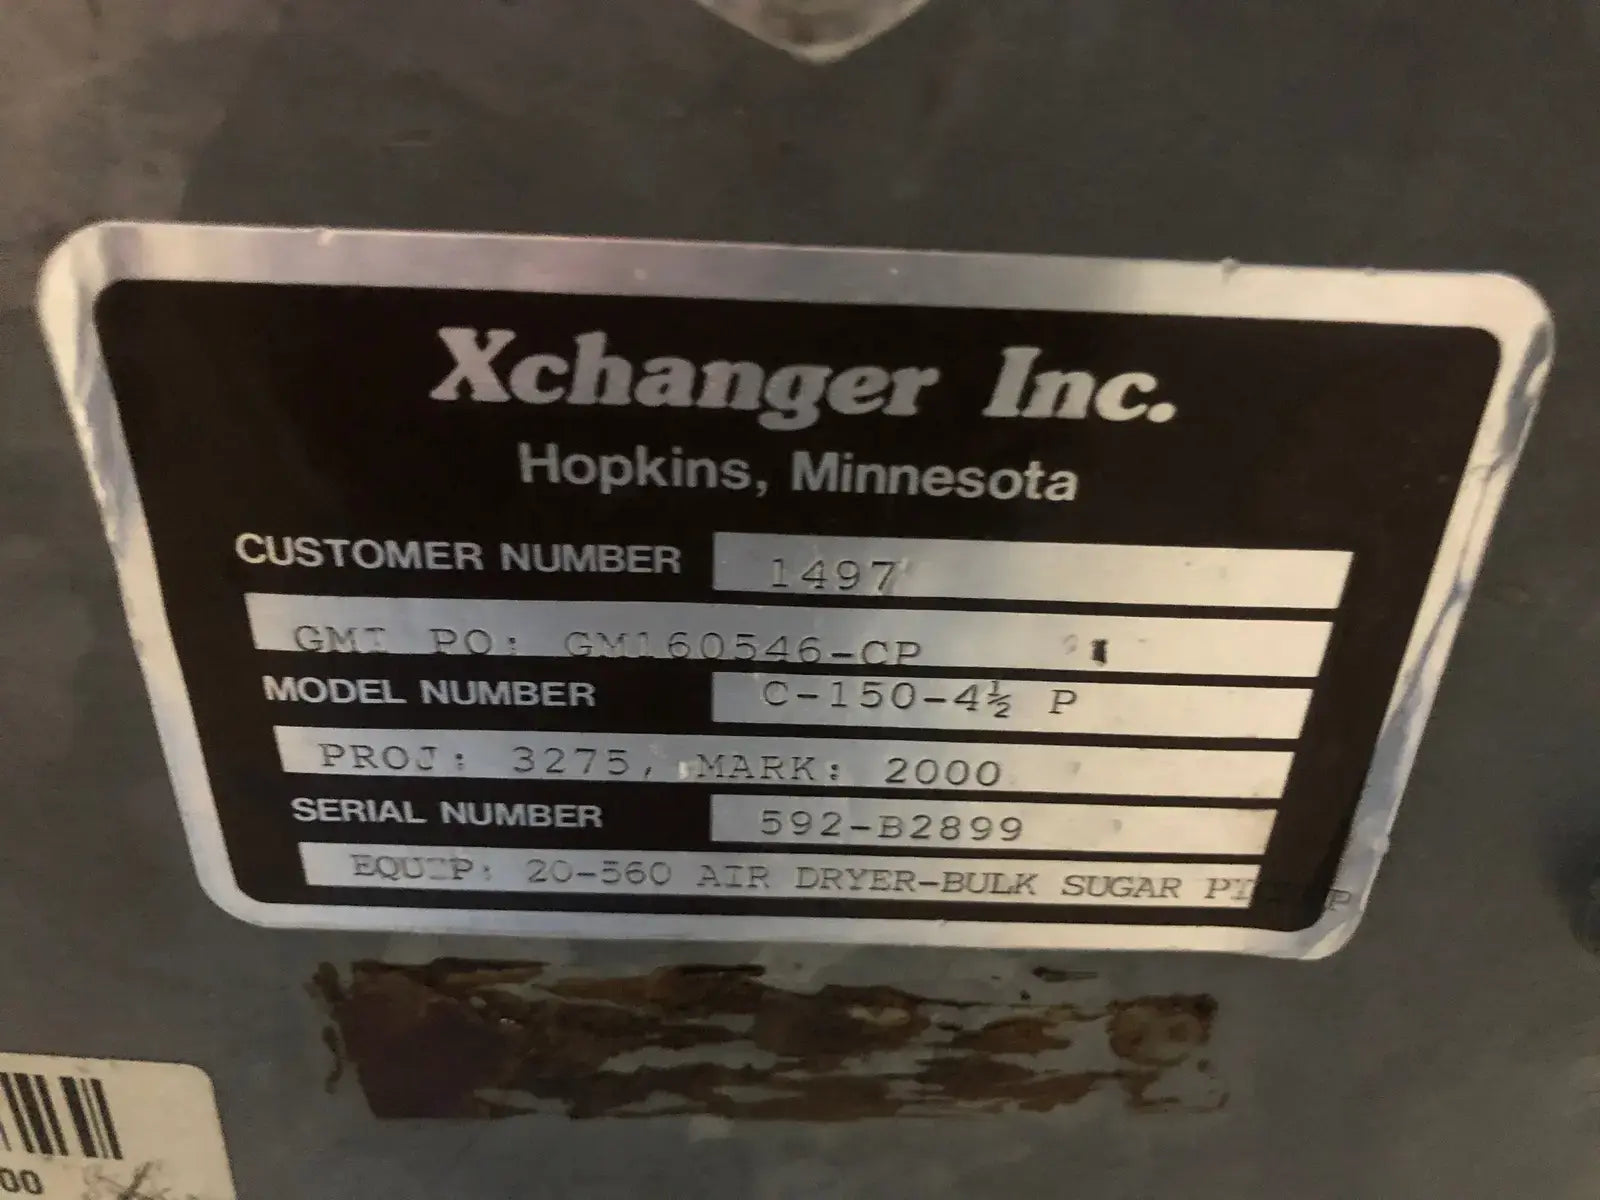 Xchanger Inc.
Hopkins, Minnesota
CUSTOMER NUMBER 1497
GMI PO: GM160546-CP
MODEL NUMBER C-150-4½ P
PROJ: 3275, MARK: 2000
SERIAL NUMBER 592-B2899
EQUIP: 20-560 AIR DRYER-BULK SUGAR
00